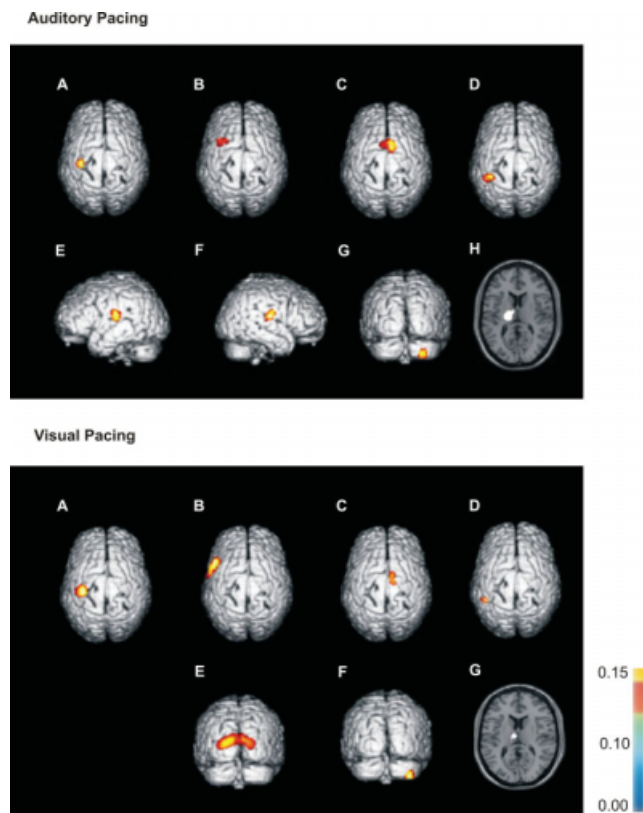 Auditory Pacing
A B C D
E F G H
Visual Pacing
A B C D
E F G
0.15
0.10
0.00